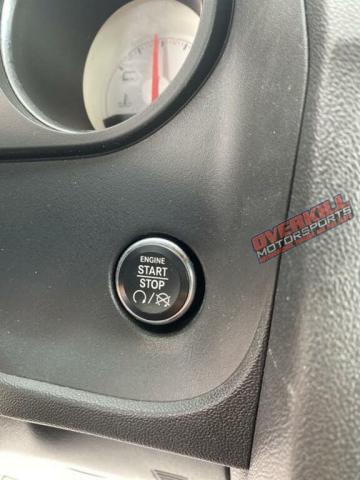 OVERKILL
MOTORSPORTS
ENGINE
START
STOP